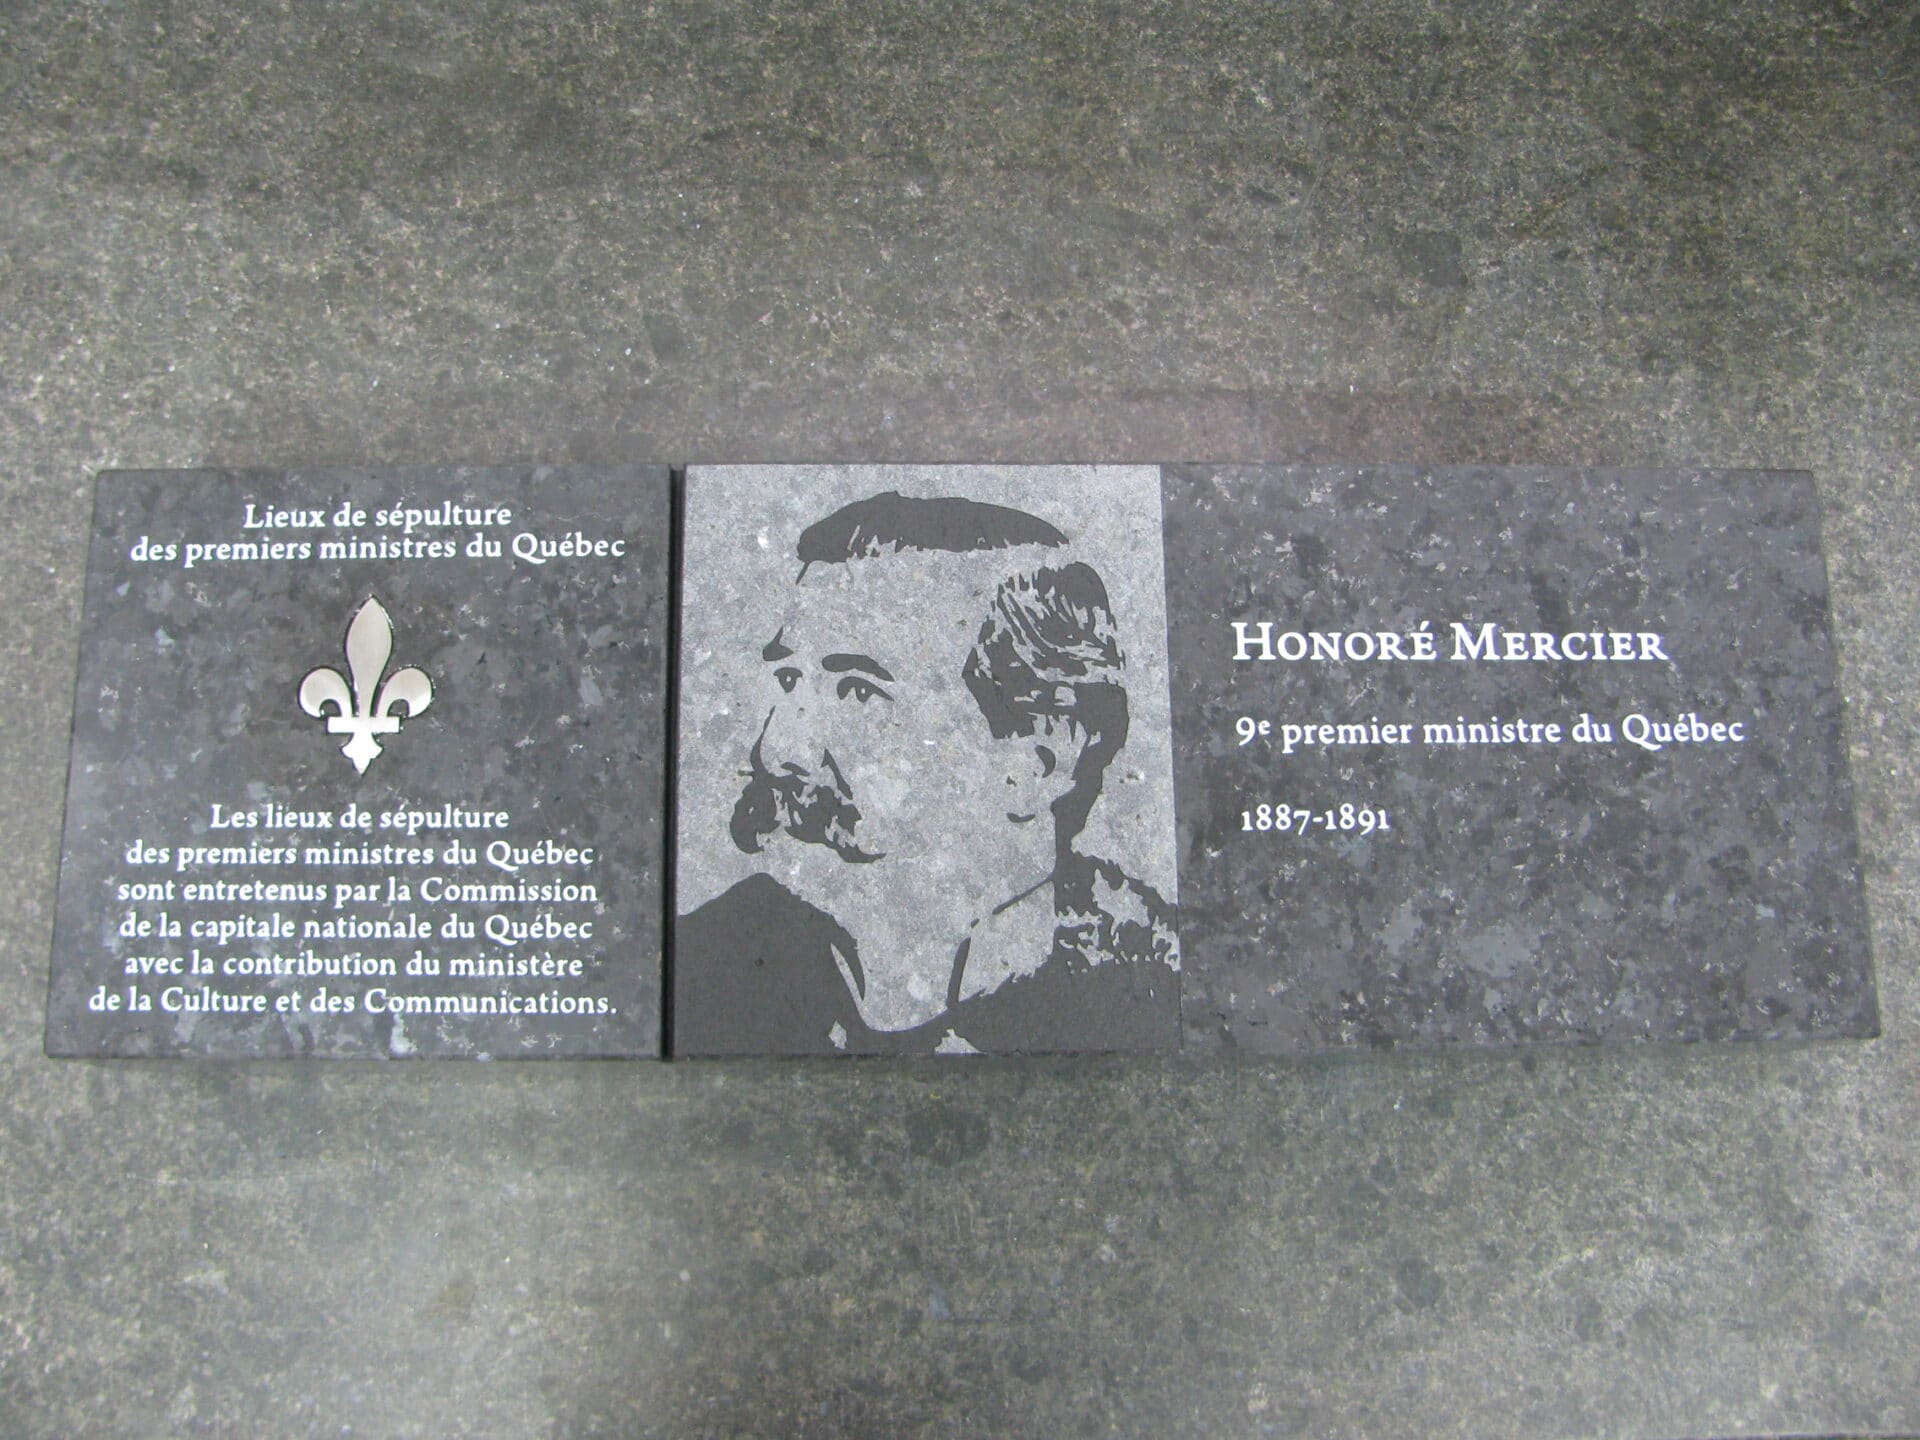 Lieux de sépulture
des premiers ministres du Québec
Les lieux de sépulture
des premiers ministres du Québec
sont entretenus par la Commission
de la capitale nationale du Québec
avec la contribution du ministère
de la Culture et des Communications.
Honoré Mercier
9e premier ministre du Québec
1887-1891